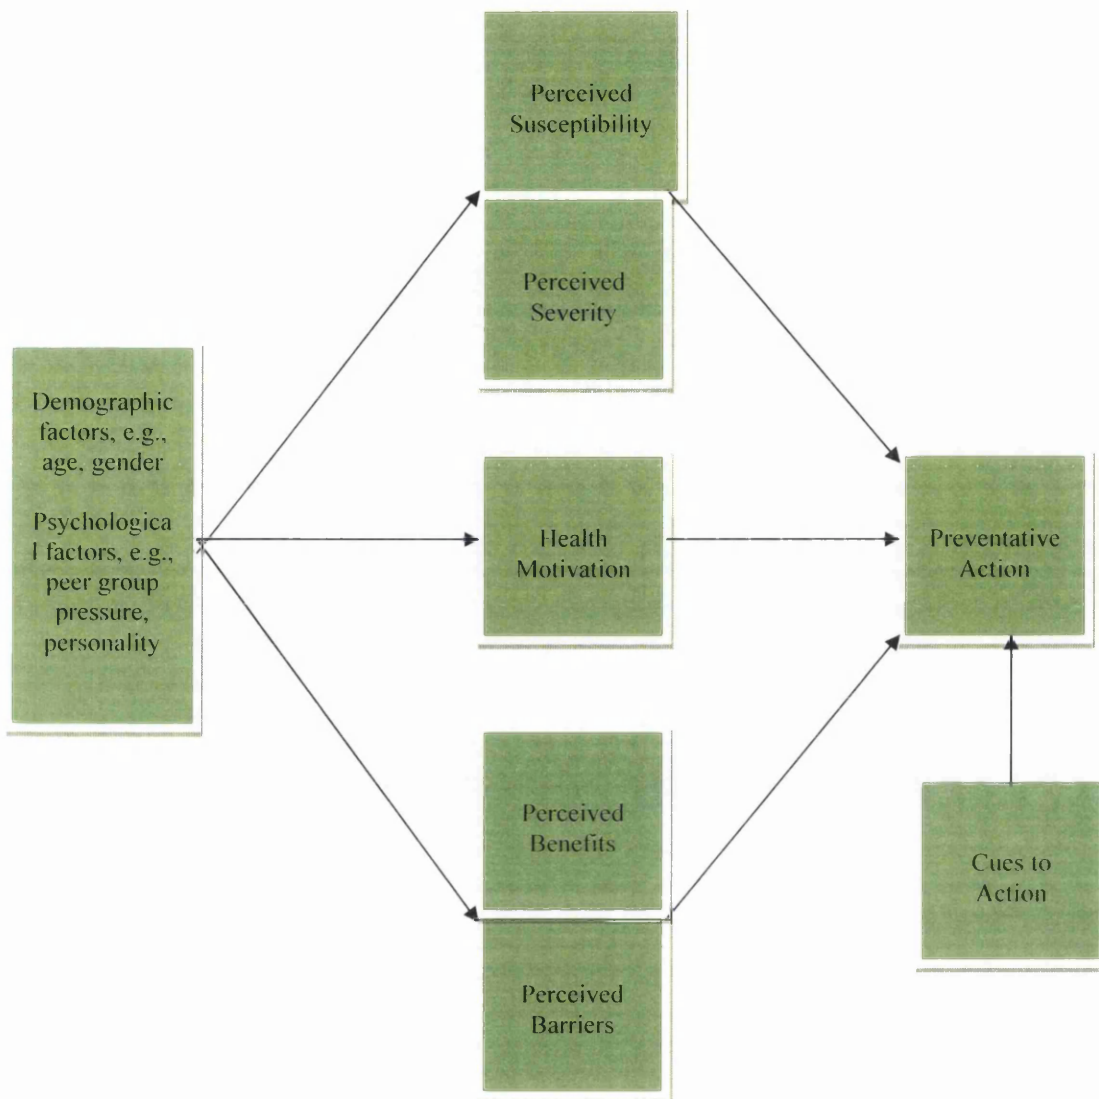 Perceived
Susceptibility
Perceived
Severity
Demographic
factors, e.g.,
age, gender
Psychologica
l factors, e.g.,
peer group
pressure,
personality
Health
Motivation
Preventative
Action
Perceived
Benefits
Cues to
Action
Perceived
Barriers